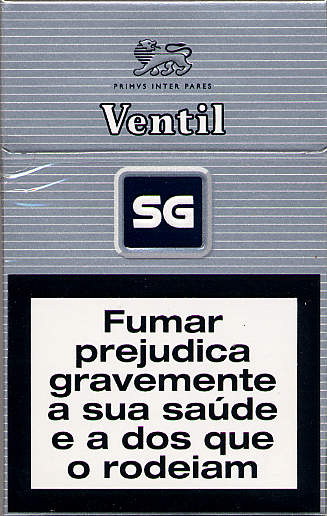 PRIMVS INTER PARES
Ventil
SG
Fumar
prejudica
gravemente
a sua saúde
e a dos que
o rodeiam